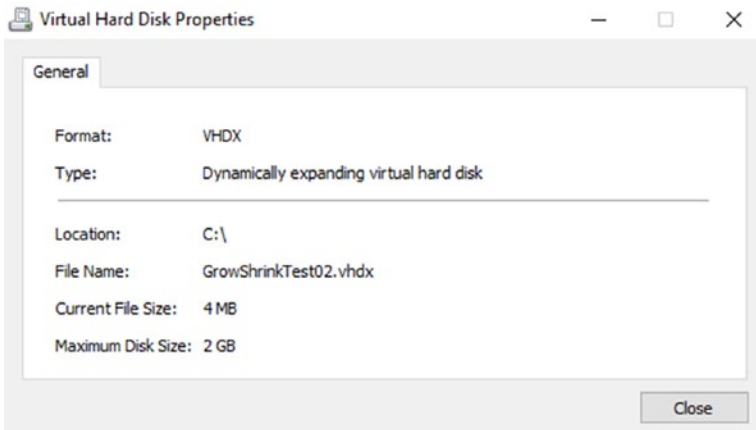 Virtual Hard Disk Properties
General
Format: VHDX
Type: Dynamically expanding virtual hard disk
Location: C:\
File Name: GrowShrinkTest02.vhdx
Current File Size: 4 MB
Maximum Disk Size: 2 GB
Close